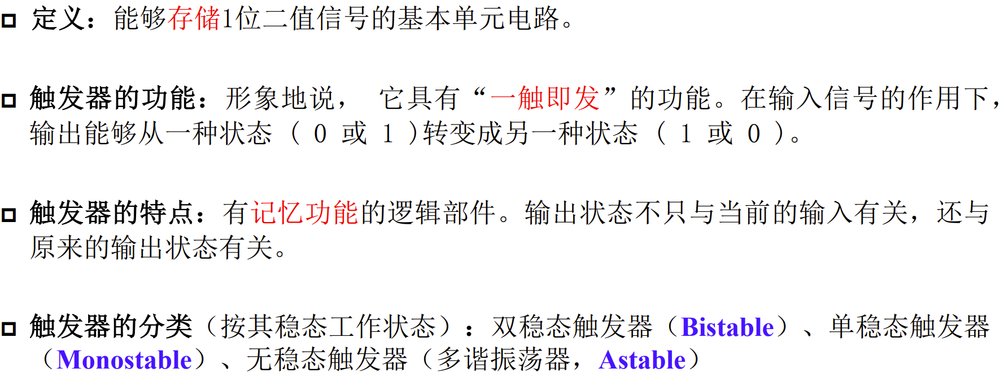 定义：能够存储1位二值信号的基本单元电路。
触发器的功能：形象地说， 它具有“一触即发”的功能。在输入信号的作用下，
输出能够从一种状态 ( 0 或 1 )转变成另一种状态 ( 1 或 0 )。
触发器的特点：有记忆功能的逻辑部件。输出状态不只与当前的输入有关，还与
原来的输出状态有关。
触发器的分类（按其稳态工作状态）：双稳态触发器（Bistable）、单稳态触发器
（Monostable）、无稳态触发器（多谐振荡器，Astable）